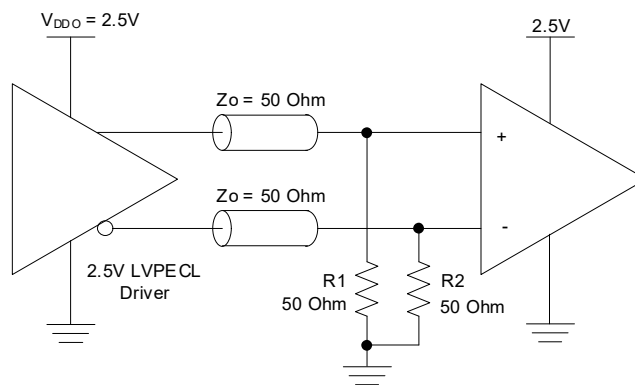 VDDO = 2.5V
2.5V
Zo = 50 Ohm
+
Zo = 50 Ohm
-
2.5V LVPECL
Driver
R1
50 Ohm
R2
50 Ohm